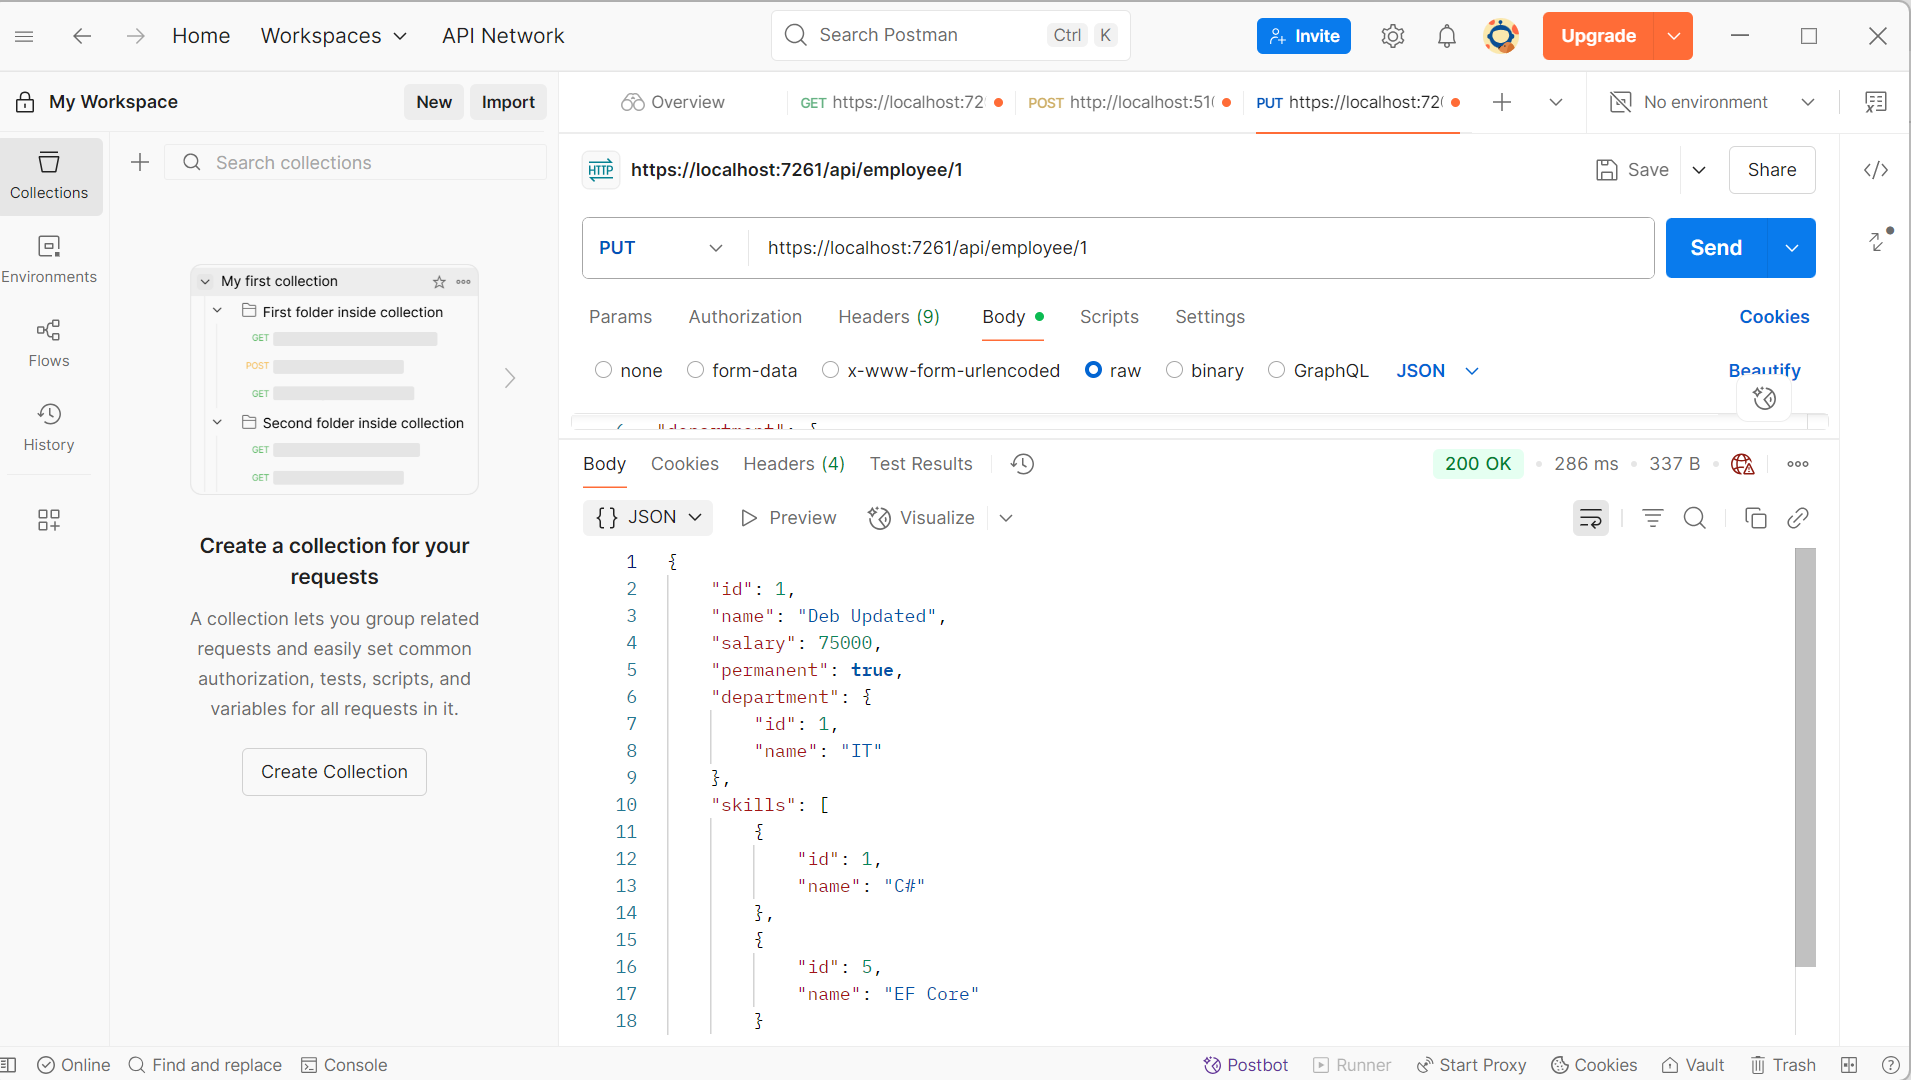 Home Workspaces API Network Search Postman Ctrl K Invite Upgrade
My Workspace New Import Overview GET https://localhost:72 POST http://localhost:51 PUT https://localhost:72 No environment
Search collections
Collections
HTTP https://localhost:7261/api/employee/1 Save Share
PUT https://localhost:7261/api/employee/1 Send
Environments
Flows
History
My first collection
First folder inside collection
GET
POST
GET
Second folder inside collection
GET
GET
Create a collection for your
requests
A collection lets you group related
requests and easily set common
authorization, tests, scripts, and
variables for all requests in it.
Create Collection
Params Authorization Headers (9) Body Scripts Settings Cookies
none form-data x-www-form-urlencoded raw binary GraphQL JSON Beautify
6 "department": {
Body Cookies Headers (4) Test Results 200 OK 286 ms 337 B
{} JSON Preview Visualize
1 {
2 "id": 1,
3 "name": "Deb Updated",
4 "salary": 75000,
5 "permanent": true,
6 "department": {
7 "id": 1,
8 "name": "IT"
9 },
10 "skills": [
11 {
12 "id": 1,
13 "name": "C#"
14 },
15 {
16 "id": 5,
17 "name": "EF Core"
18 }
Online Find and replace Console Postbot Runner Start Proxy Cookies Vault Trash